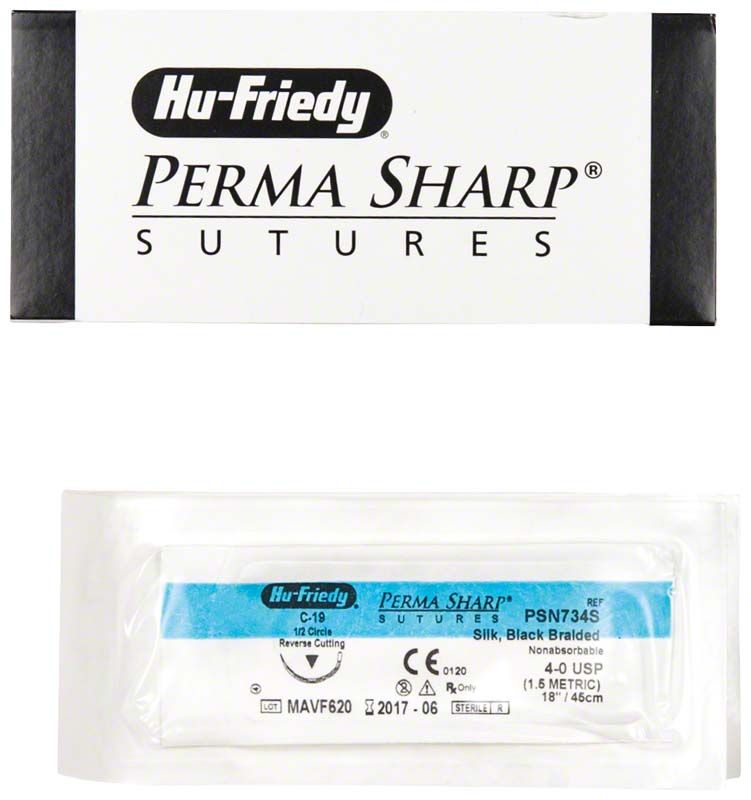 Hu-Friedy®
PERMA SHARP®
SUTURES
Hu-Friedy
C-19
1/2 Circle
Reverse Cutting
PERMA SHARP®
SUTURES
REF
PSN734S
Silk, Black Braided
Nonabsorbable
4-0 USP
(1.5 METRIC)
18" / 45cm
CE 0120
Rx Only
LOT MAVF620 2017 - 06 STERILE R